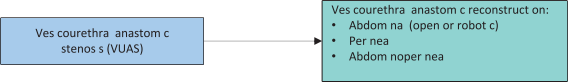 Ves courethra anastom c
stenos s (VUAS)
Ves courethra anastom c reconstruct on:
• Abdom na (open or robot c)
• Per nea
• Abdom noper nea